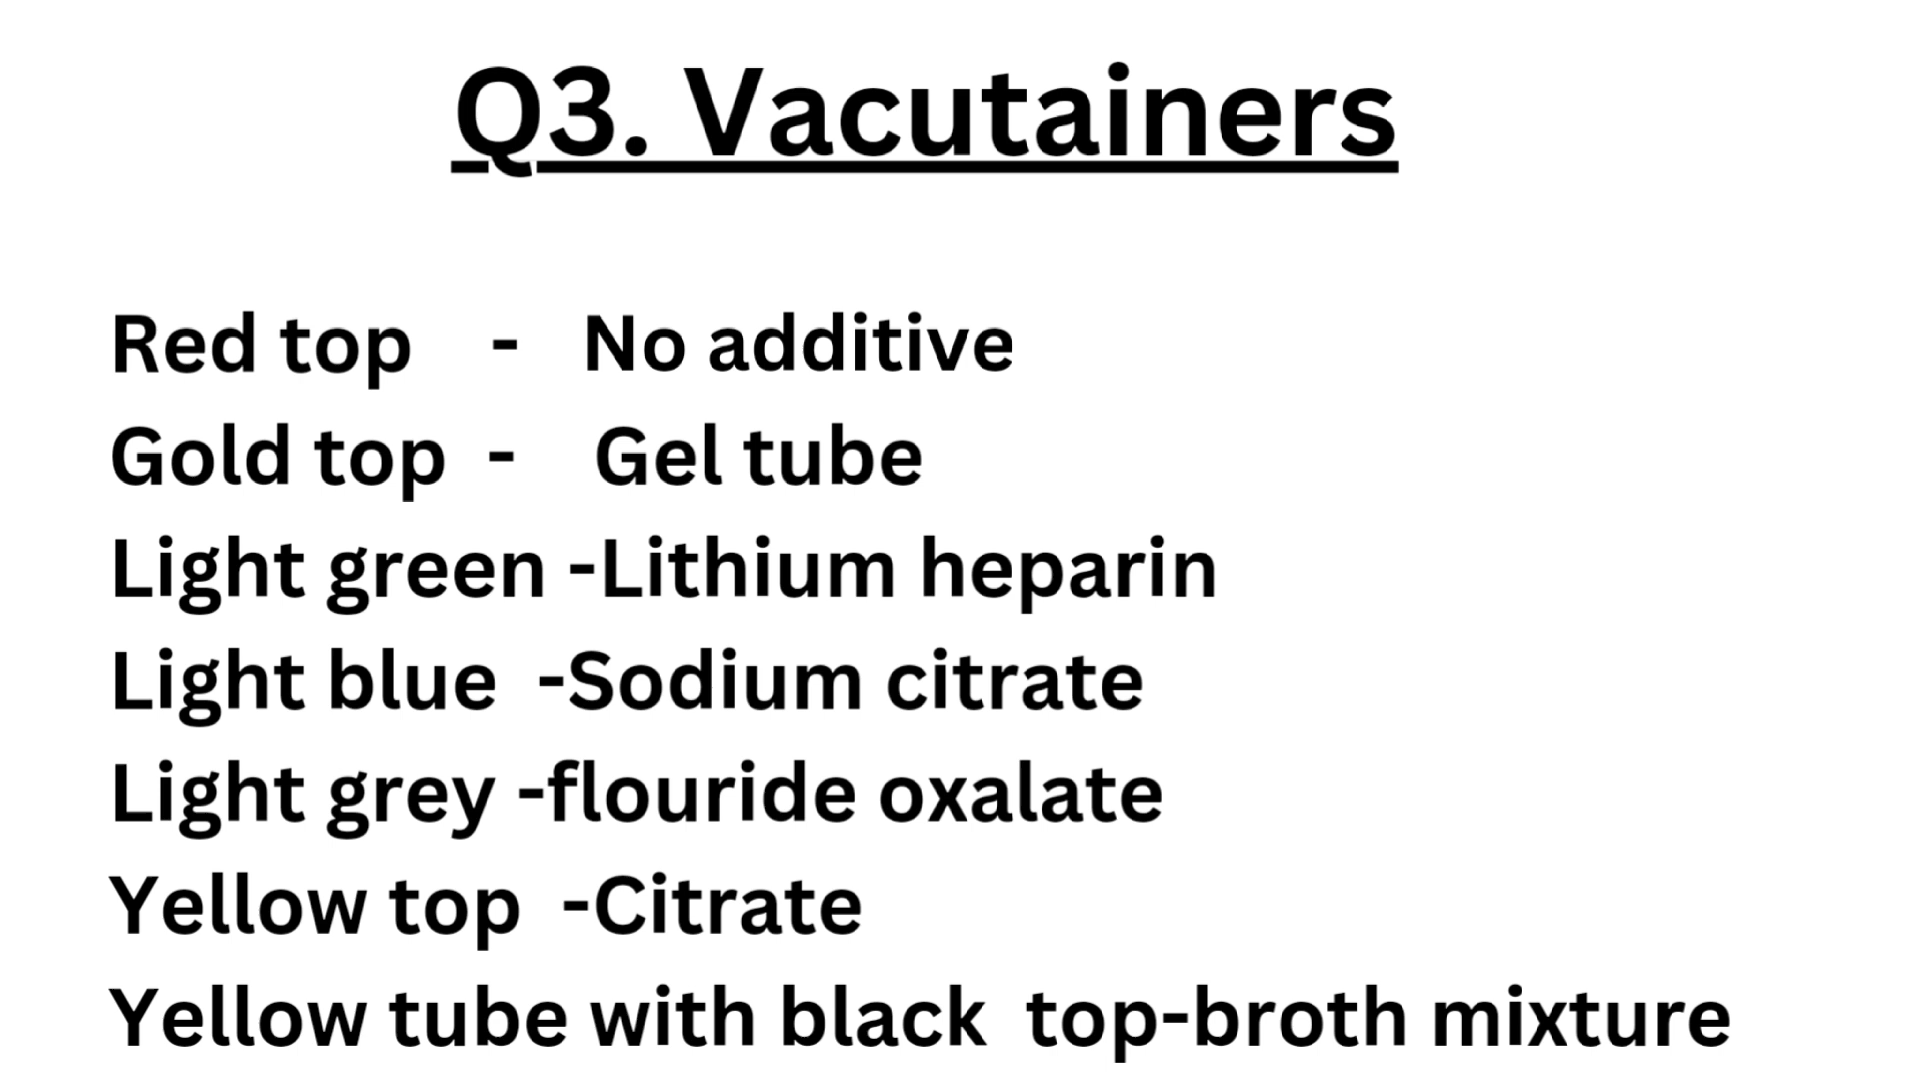 Q3. Vacutainers
Red top - No additive
Gold top - Gel tube
Light green -Lithium heparin
Light blue -Sodium citrate
Light grey -flouride oxalate
Yellow top -Citrate
Yellow tube with black top-broth mixture